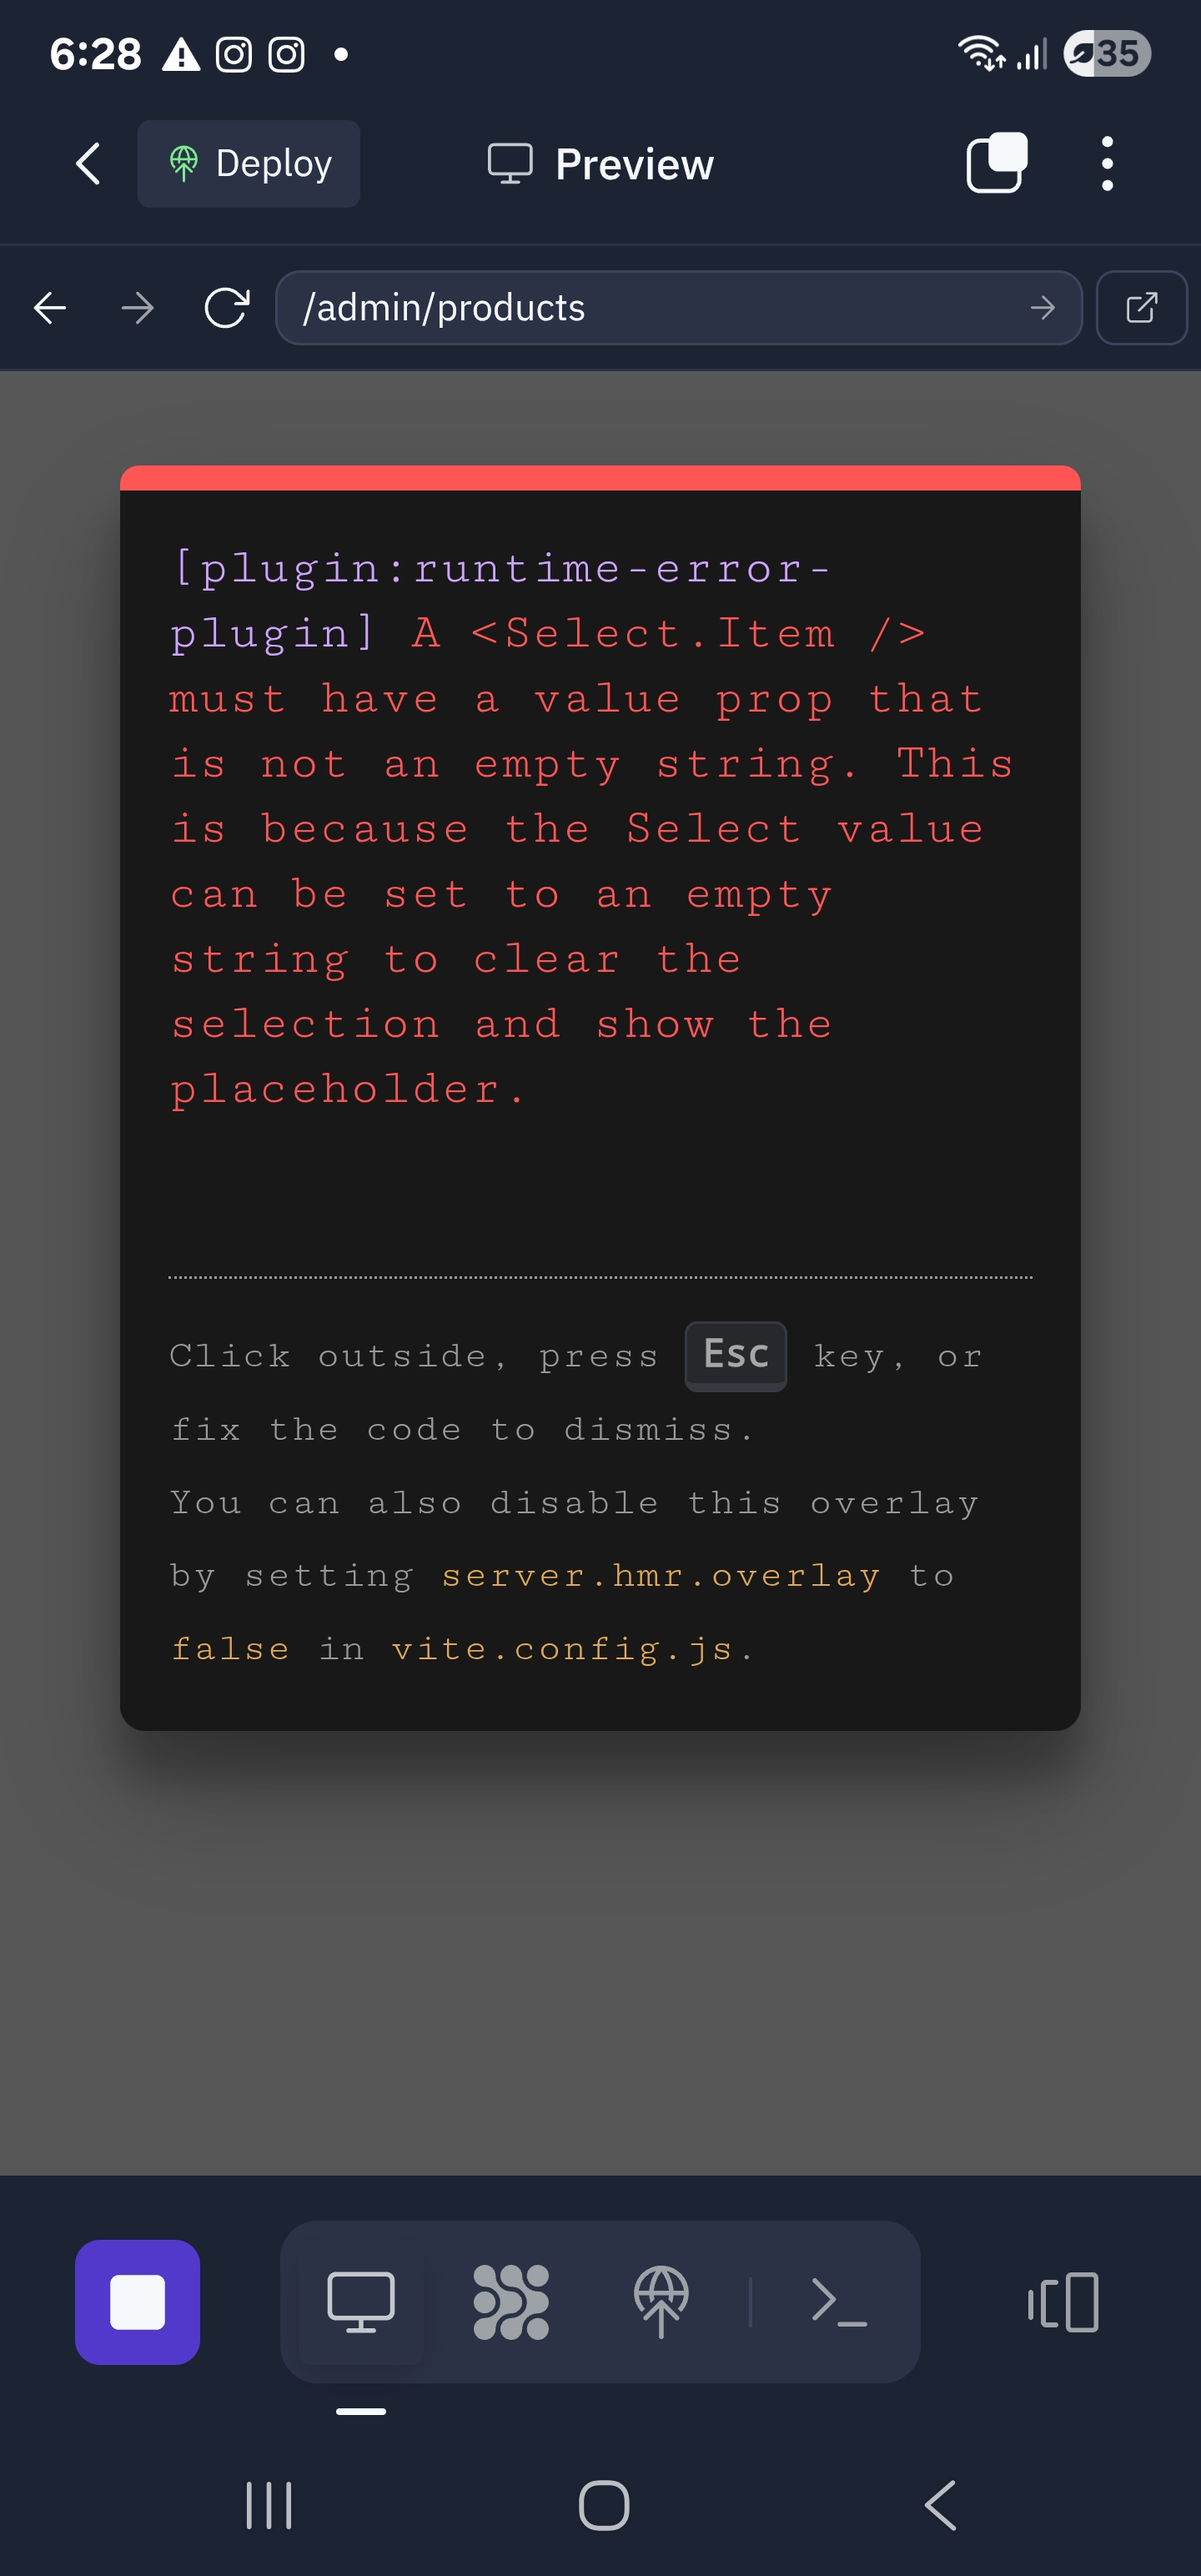 6:28
35
Deploy
Preview
/admin/products
[plugin:runtime-error-
plugin] A <Select.Item />
must have a value prop that
is not an empty string. This
is because the Select value
can be set to an empty
string to clear the
selection and show the
placeholder.
Click outside, press Esc key, or
fix the code to dismiss.
You can also disable this overlay
by setting server.hmr.overlay to
false in vite.config.js.